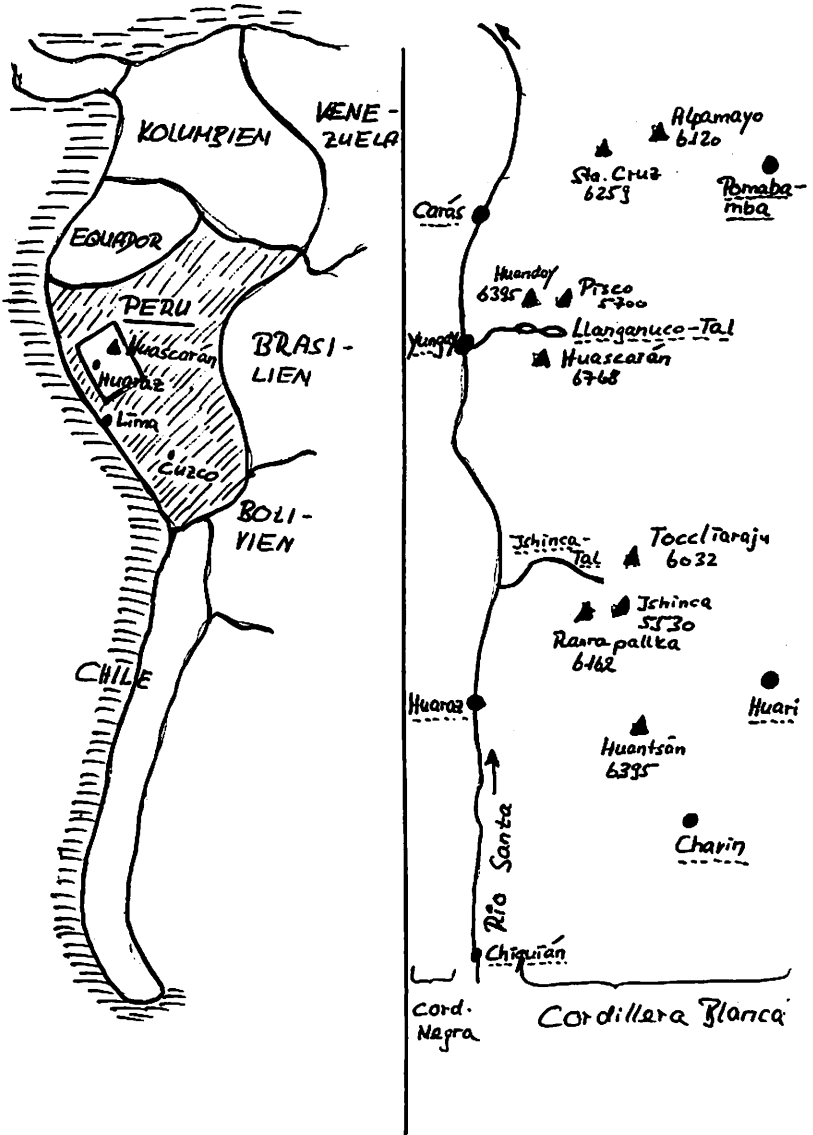 KOLUMBIEN
VENE-
ZUELA
EQUADOR
PERU
Huascarán
Huaraz
Lima
Cuzco
BRASI-
LIEN
BOLI-
VIEN
CHILE
Alpamayo
6120
Sta. Cruz
6259
Pomaba-
mba
Carás
Huandoy
6395
Pisco
5700
Yungay
Llanganuco-Tal
Huascarán
6768
Ishinca-
Tal
Toccliaraju
6032
Ishinca
5530
Ranrapallka
6162
Huaraz
Huari
Huantsán
6395
Rio Santa
Charin
Chiquián
Cord.
Negra
Cordillera Blanca